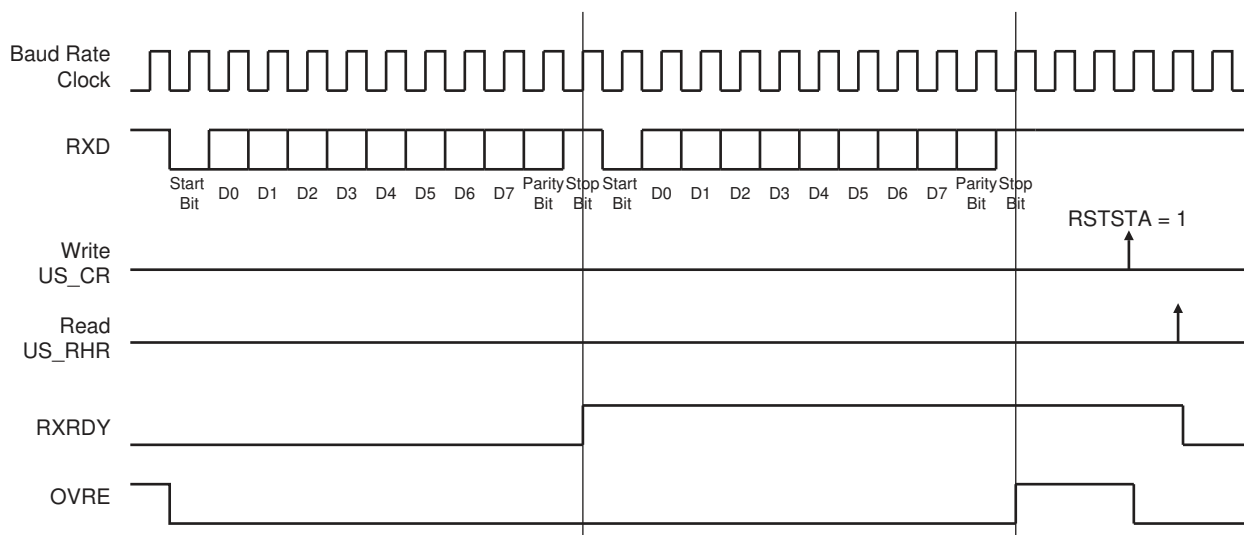 Baud Rate
Clock
RXD
Start
Bit
D0
D1
D2
D3
D4
D5
D6
D7
Parity
Bit
Stop
Bit
Start
Bit
D0
D1
D2
D3
D4
D5
D6
D7
Parity
Bit
Stop
Bit
RSTSTA = 1
Write
US_CR
Read
US_RHR
RXRDY
OVRE